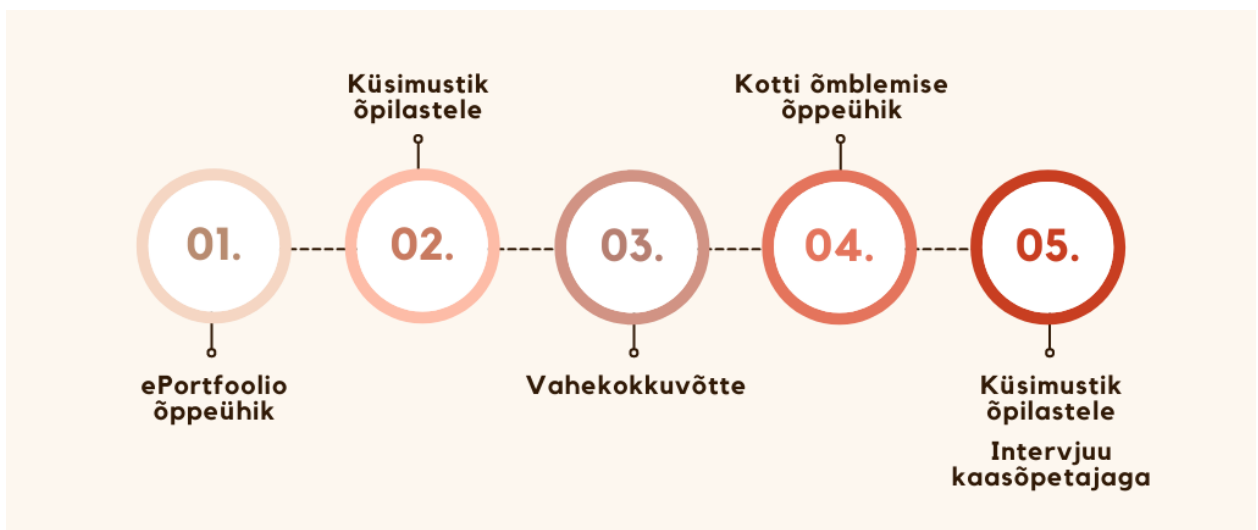 Küsimustik
õpilastele
Kotti õmblemise
õppeühik
01.
02.
03.
04.
05.
ePortfoolio
õppeühik
Vahekokkuvõtte
Küsimustik
õpilastele
Intervjuu
kaasõpetajaga